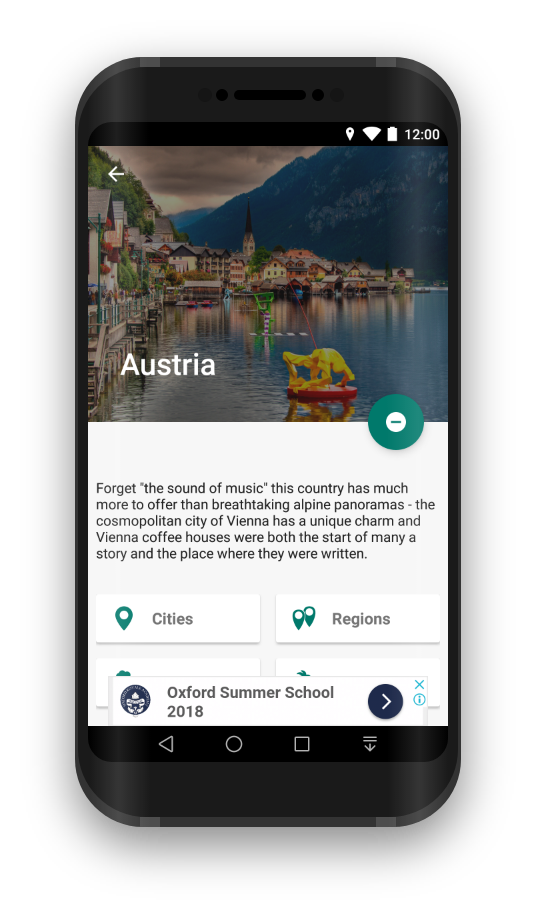 12:00
Austria
Forget "the sound of music" this country has much
more to offer than breathtaking alpine panoramas - the
cosmopolitan city of Vienna has a unique charm and
Vienna coffee houses were both the start of many a
story and the place where they were written.
Cities
Regions
Oxford Summer School
2018